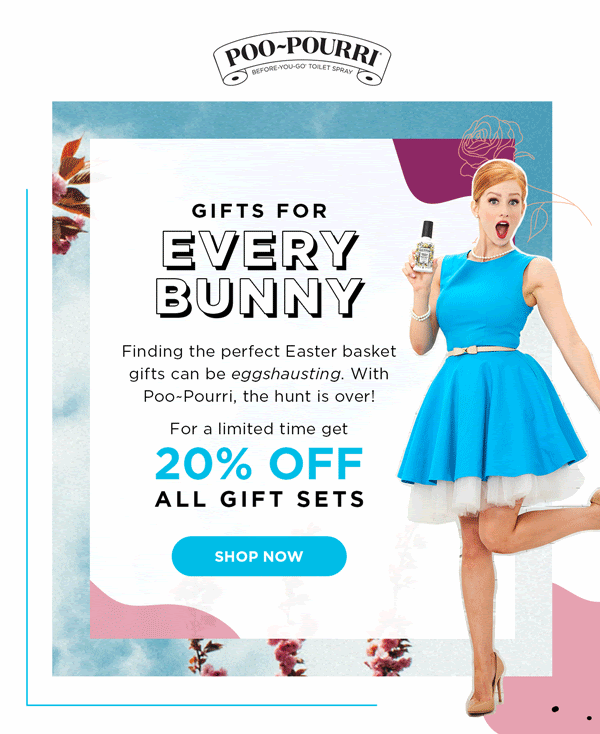 POO~POURRI®
BEFORE-YOU-GO® TOILET SPRAY
GIFTS FOR
EVERY
BUNNY
Finding the perfect Easter basket
gifts can be eggshausting. With
Poo~Pourri, the hunt is over!
For a limited time get
20% OFF
ALL GIFT SETS
SHOP NOW